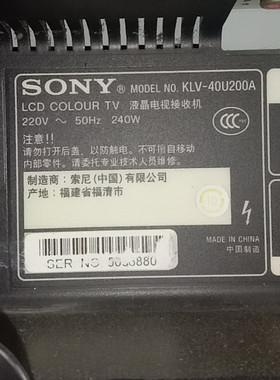 SONY® MODEL NO. KLV-40U200A
LCD COLOUR TV 液晶电视接收机
220V ~ 50Hz 240W
注意!!
请勿打开后盖、以防触电。不可擅自移动
内部零件。请委托专业技术人员维修。
制造商：索尼(中国)有限公司
产地：福建省福清市
MADE IN CHINA
中国制造
SER NO.